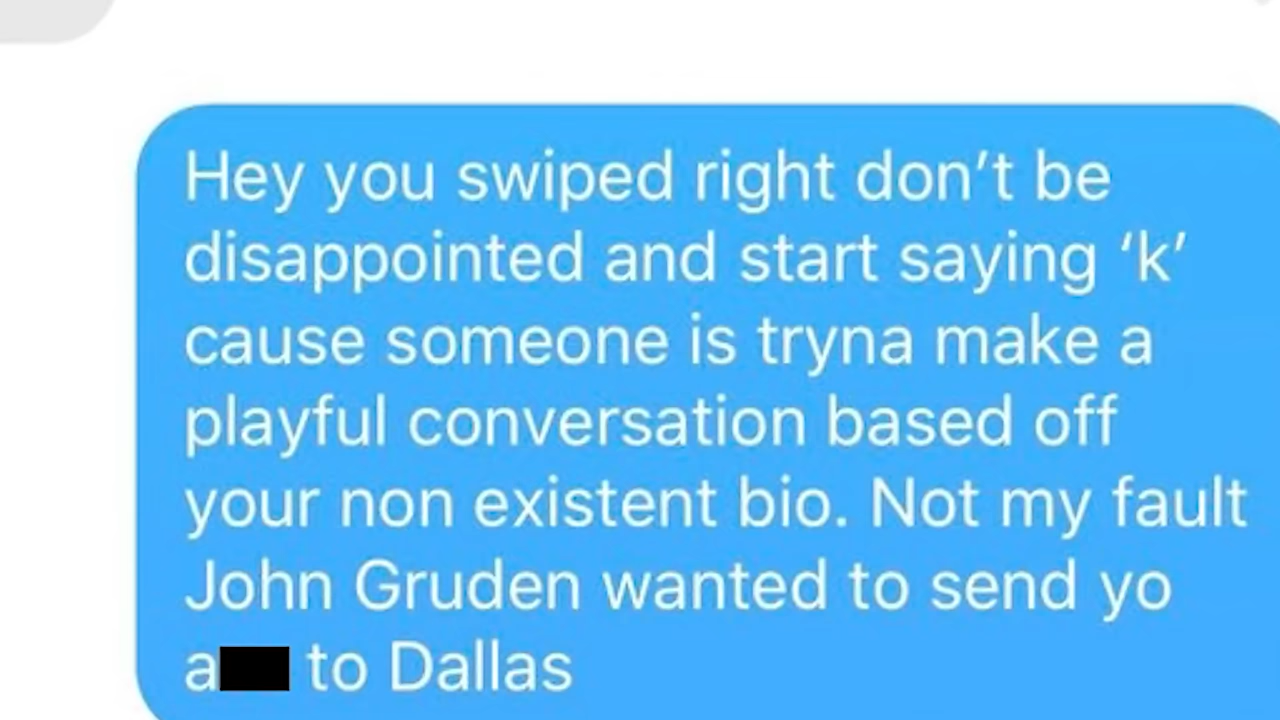 Hey you swiped right don’t be
disappointed and start saying ‘k’
cause someone is tryna make a
playful conversation based off
your non existent bio. Not my fault
John Gruden wanted to send yo
a to Dallas